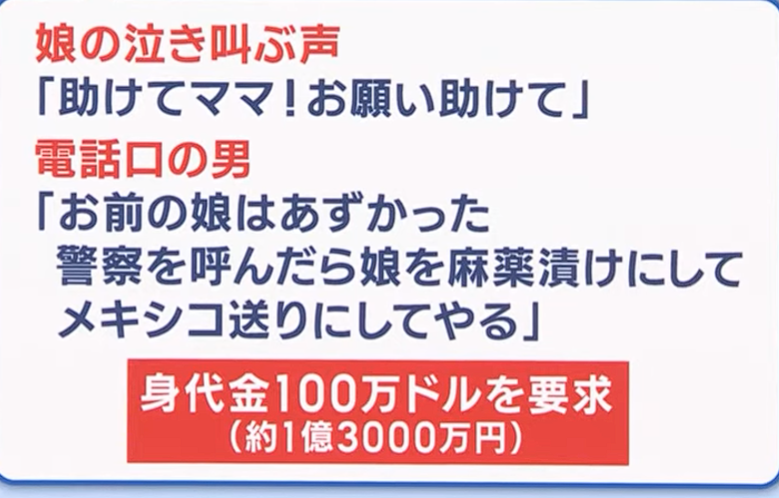 娘の泣き叫ぶ声
「助けてママ!お願い助けて」
電話口の男
「お前の娘はあずかった
警察を呼んだら娘を麻薬漬けにして
メキシコ送りにしてやる」
身代金100万ドルを要求
(約1億3000万円)